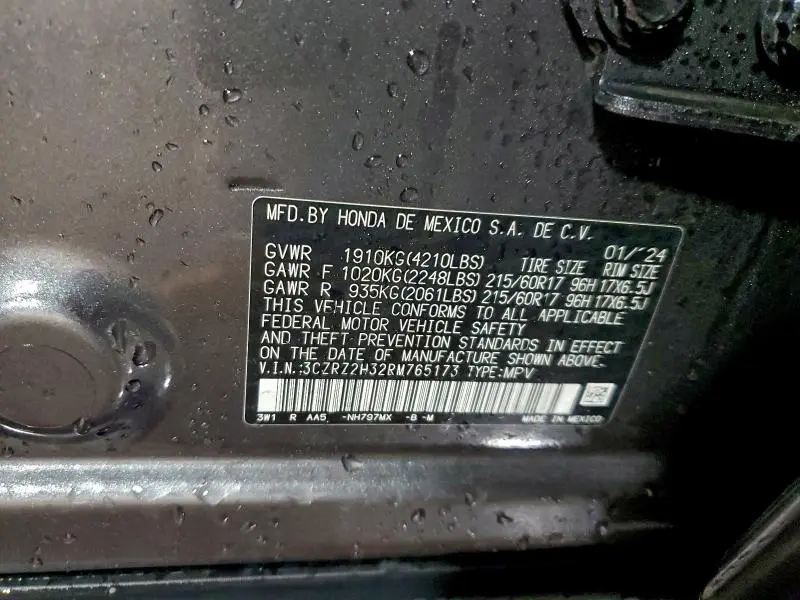 MFD. BY HONDA DE MEXICO S.A. DE C.V.
01/'24
GVWR 1910KG(4210LBS) TIRE SIZE RIM SIZE
GAWR F 1020KG(2248LBS) 215/60R17 96H 17X6.5J
GAWR R 935KG(2061LBS) 215/60R17 96H 17X6.5J
THIS VEHICLE CONFORMS TO ALL APPLICABLE
FEDERAL MOTOR VEHICLE SAFETY
AND THEFT PREVENTION STANDARDS IN EFFECT
ON THE DATE OF MANUFACTURE SHOWN ABOVE.
V.I.N.:3CZRZ2H32RM765173 TYPE:MPV
3W1 R AA5 -NH797MX -B -M MADE IN MEXICO